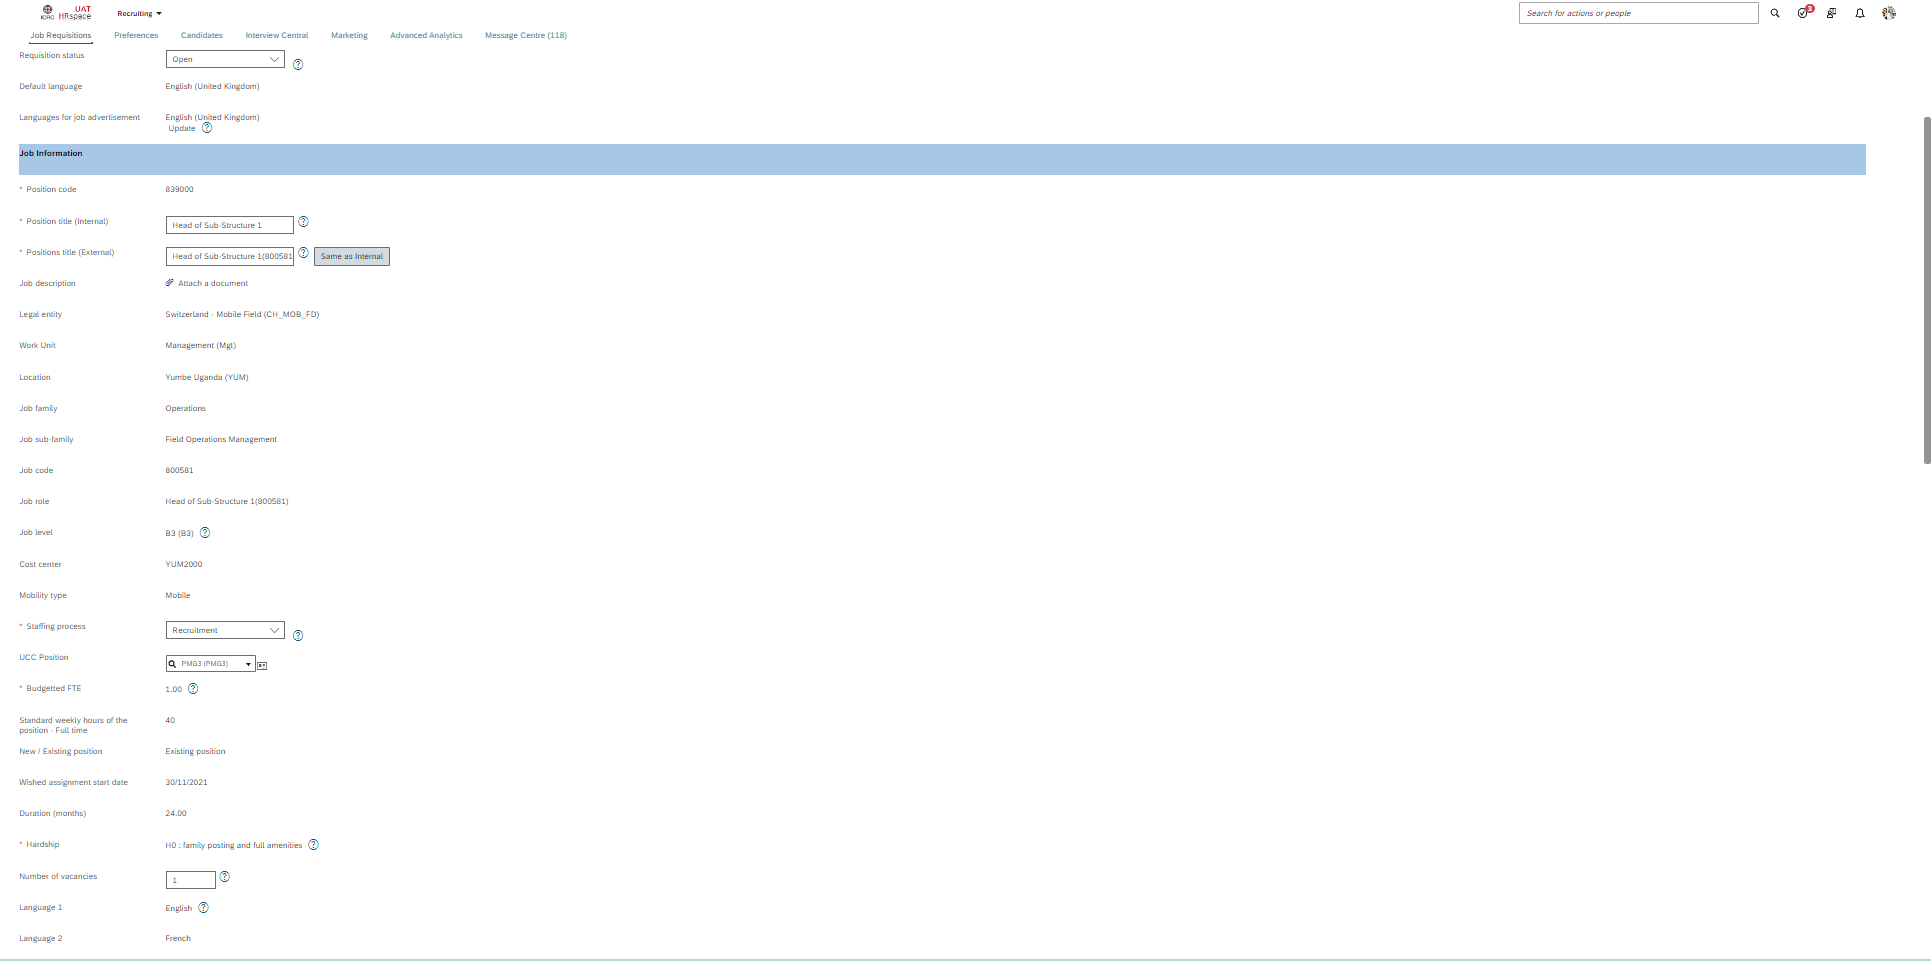 ICRC
UAT
HRspace
Recruiting
Search for actions or people
3
Job Requisitions
Preferences
Candidates
Interview Central
Marketing
Advanced Analytics
Message Centre (118)
Requisition status
Open
Default language
English (United Kingdom)
Languages for job advertisement
English (United Kingdom)
Update
Job Information
* Position code
839000
* Position title (Internal)
Head of Sub-Structure 1
* Positions title (External)
Head of Sub-Structure 1(800581
Same as Internal
Job description
Attach a document
Legal entity
Switzerland - Mobile Field (CH_MOB_FD)
Work Unit
Management (Mgt)
Location
Yumbe Uganda (YUM)
Job family
Operations
Job sub-family
Field Operations Management
Job code
800581
Job role
Head of Sub-Structure 1(800581)
Job level
B3 (B3)
Cost center
YUM2000
Mobility type
Mobile
* Staffing process
Recruitment
UCC Position
PMG3 (PMG3)
* Budgetted FTE
1.00
Standard weekly hours of the
position - Full time
40
New / Existing position
Existing position
Wished assignment start date
30/11/2021
Duration (months)
24.00
* Hardship
H0 : family posting and full amenities
Number of vacancies
1
Language 1
English
Language 2
French